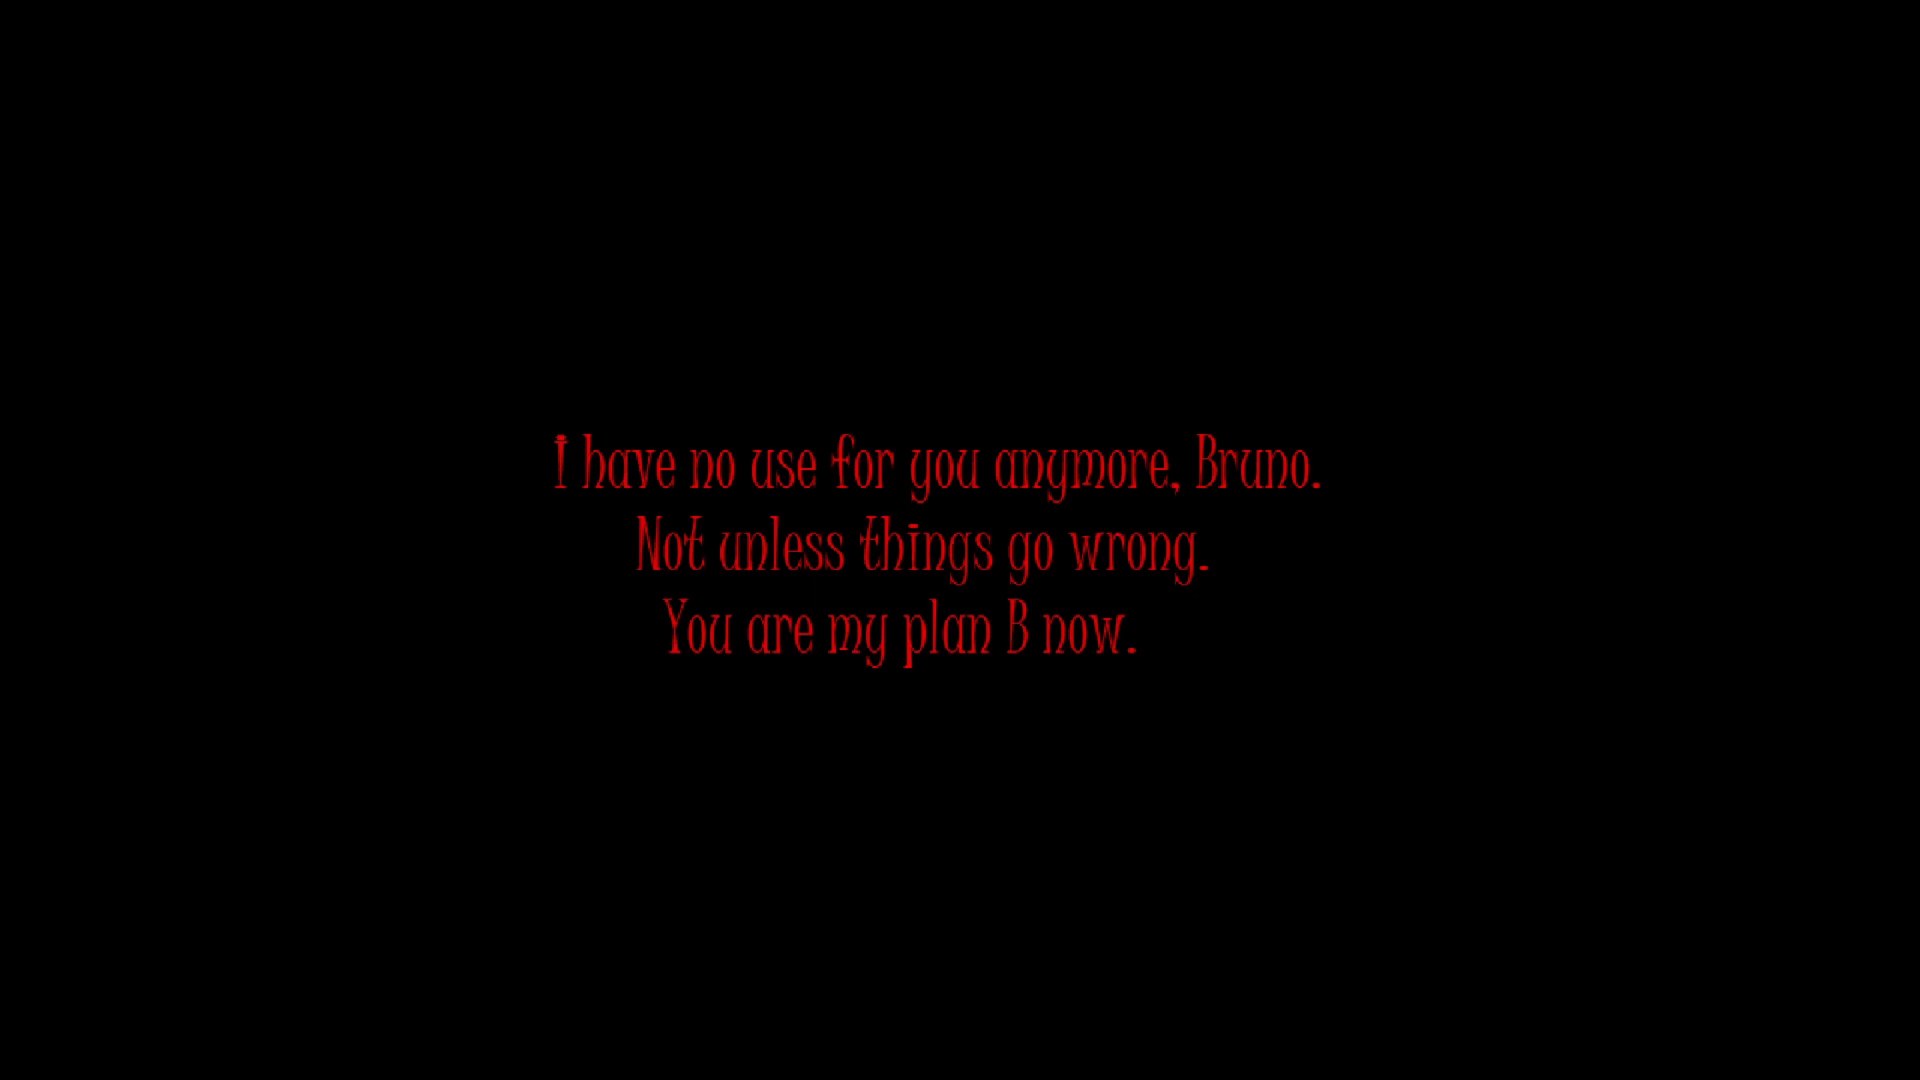 I have no use for you anymore, Bruno.
Not unless things go wrong.
You are my plan B now.